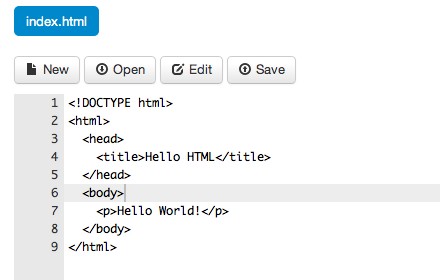 index.html
New Open Edit Save
1 <!DOCTYPE html>
2 <html>
3   <head>
4     <title>Hello HTML</title>
5   </head>
6   <body>
7     <p>Hello World!</p>
8   </body>
9 </html>